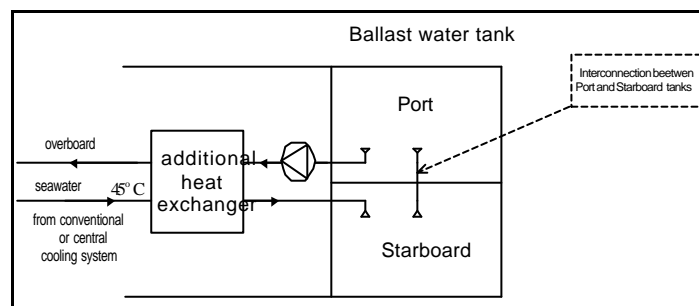 Ballast water tank
Interconnection beetwen
Port and Starboard tanks
Port
overboard
additional
heat
exchanger
seawater
45° C
from conventional
or central
cooling system
Starboard